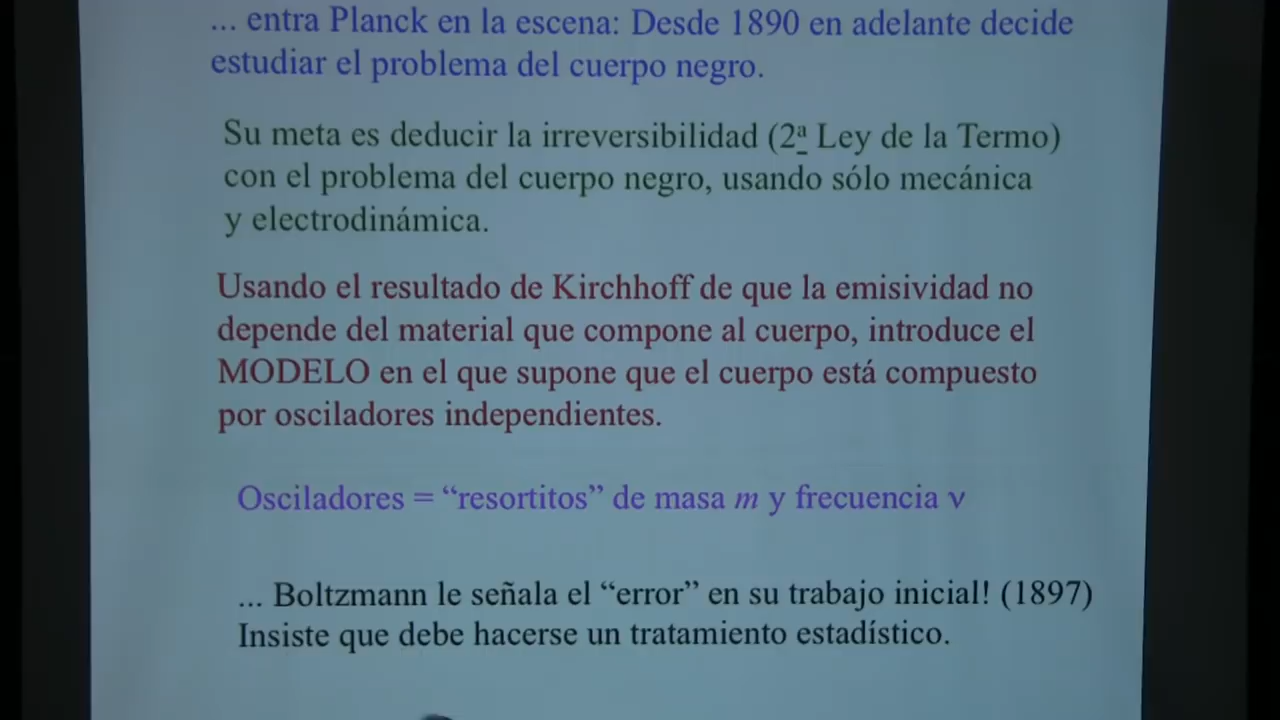 ... entra Planck en la escena: Desde 1890 en adelante decide
estudiar el problema del cuerpo negro.
Su meta es deducir la irreversibilidad (2ª Ley de la Termo)
con el problema del cuerpo negro, usando sólo mecánica
y electrodinámica.
Usando el resultado de Kirchhoff de que la emisividad no
depende del material que compone al cuerpo, introduce el
MODELO en el que supone que el cuerpo está compuesto
por osciladores independientes.
Osciladores = “resortitos” de masa m y frecuencia ν
... Boltzmann le señala el “error” en su trabajo inicial! (1897)
Insiste que debe hacerse un tratamiento estadístico.